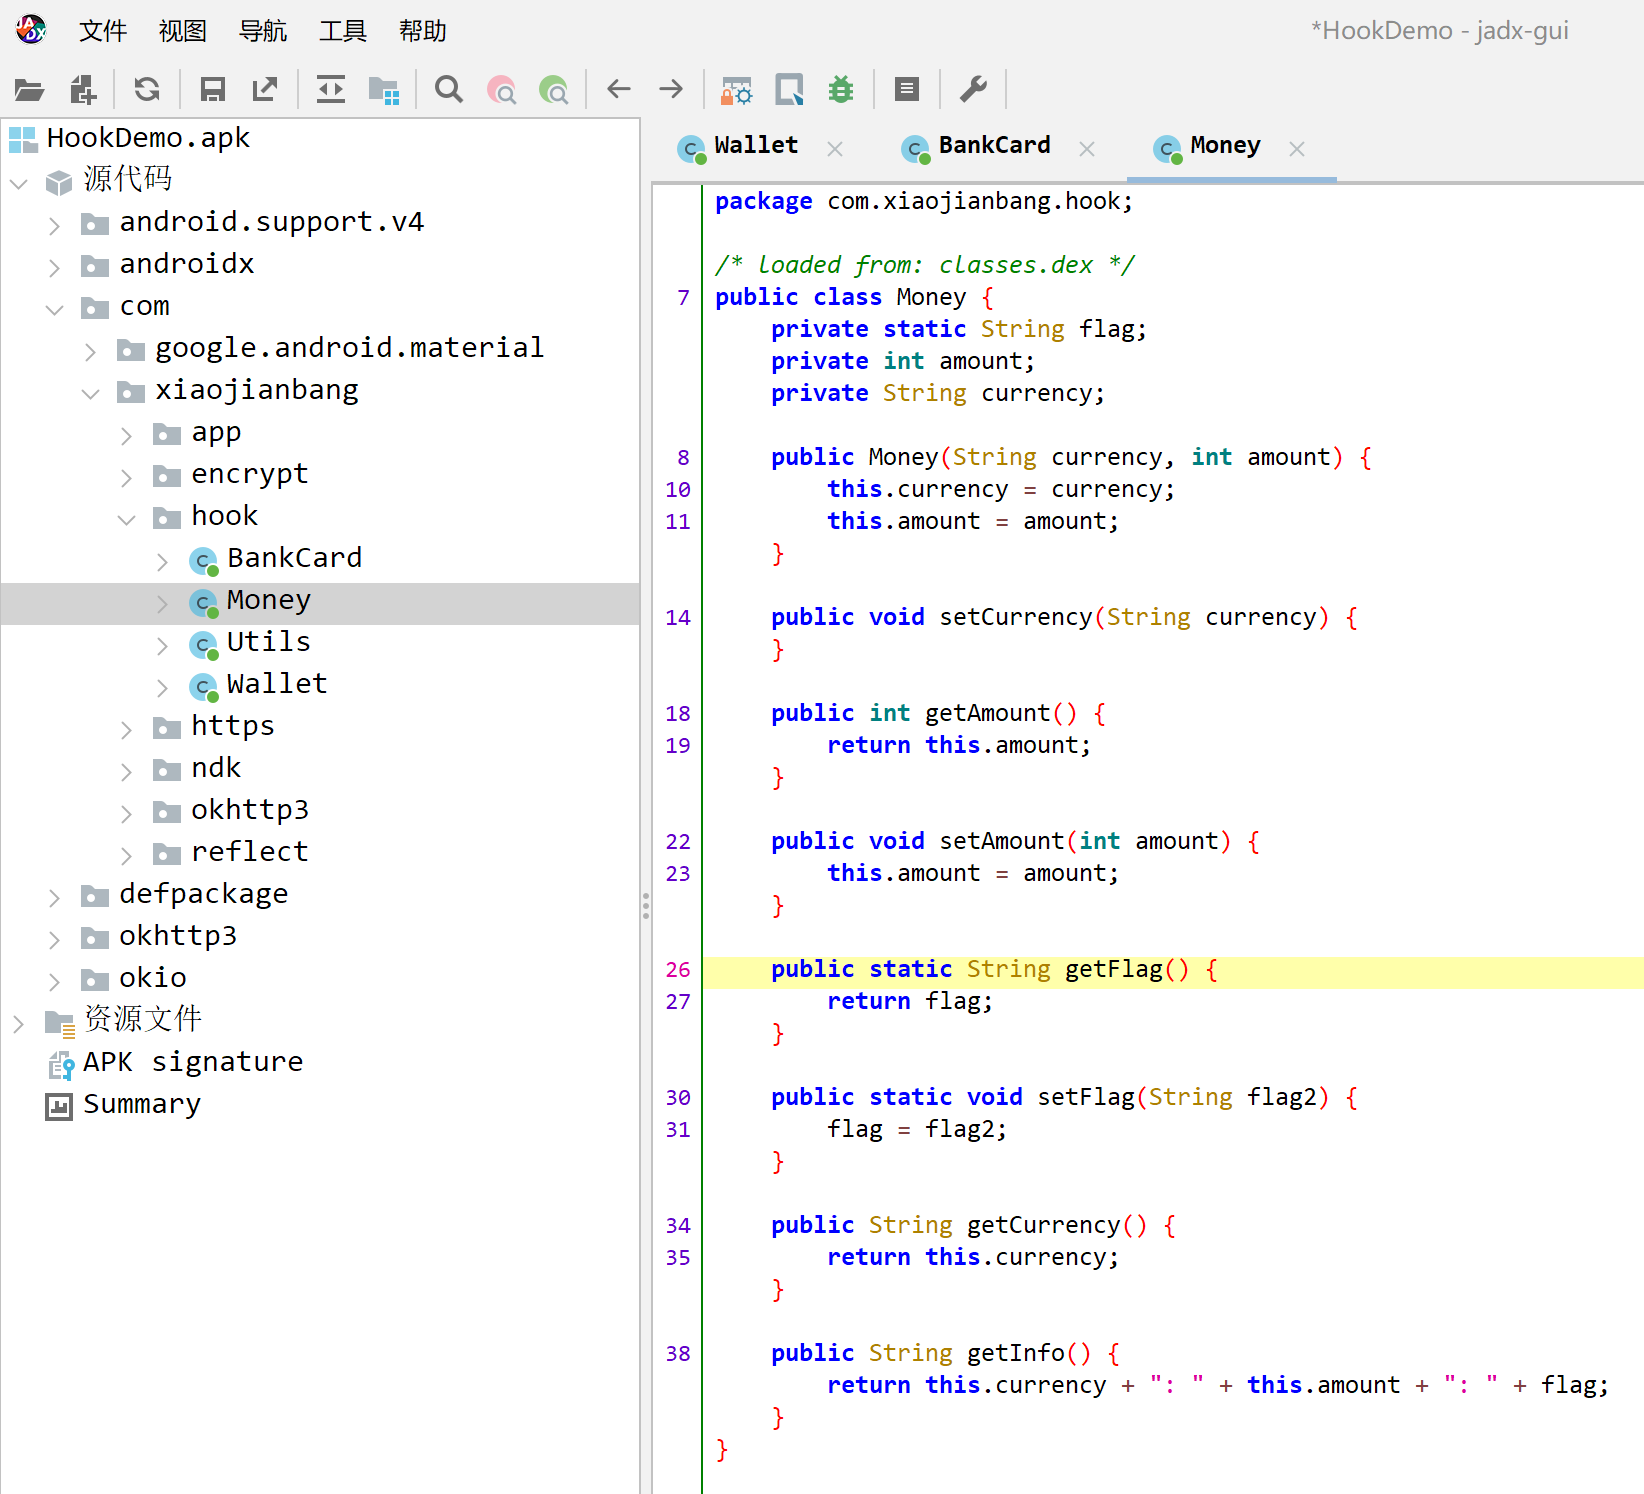 文件 视图 导航 工具 帮助
*HookDemo - jadx-gui
HookDemo.apk
源代码
android.support.v4
androidx
com
google.android.material
xiaojianbang
app
encrypt
hook
BankCard
Money
Utils
Wallet
https
ndk
okhttp3
reflect
defpackage
okhttp3
okio
资源文件
APK signature
Summary
Wallet BankCard Money
package com.xiaojianbang.hook;
/* loaded from: classes.dex */
7 public class Money {
private static String flag;
private int amount;
private String currency;
8 public Money(String currency, int amount) {
10 this.currency = currency;
11 this.amount = amount;
}
14 public void setCurrency(String currency) {
}
18 public int getAmount() {
19 return this.amount;
}
22 public void setAmount(int amount) {
23 this.amount = amount;
}
26 public static String getFlag() {
27 return flag;
}
30 public static void setFlag(String flag2) {
31 flag = flag2;
}
34 public String getCurrency() {
35 return this.currency;
}
38 public String getInfo() {
return this.currency + ": " + this.amount + ": " + flag;
}
}